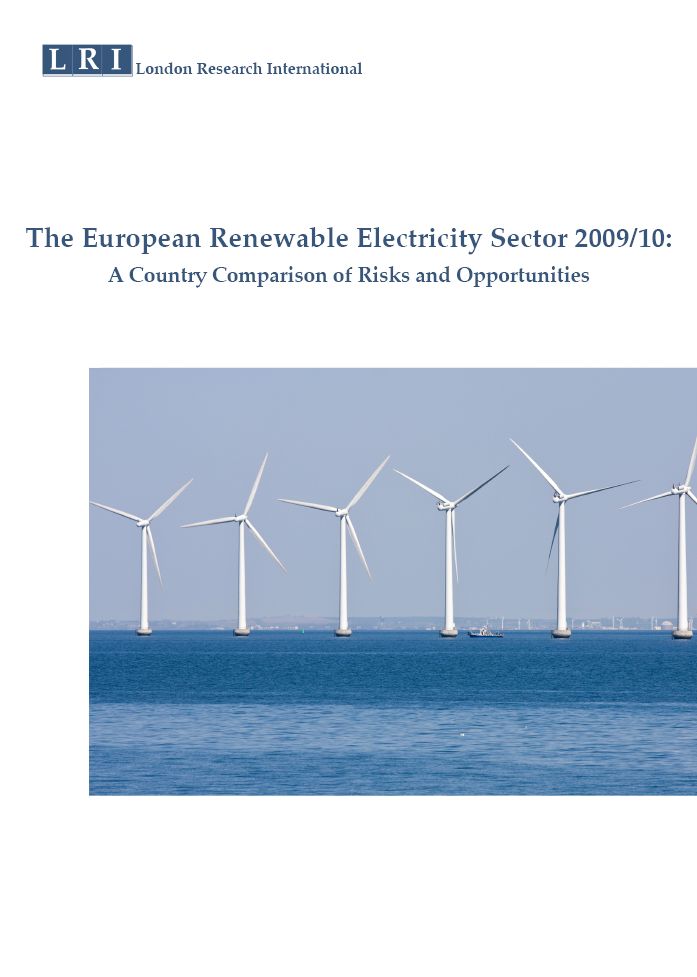 LRI London Research International
The European Renewable Electricity Sector 2009/10:
A Country Comparison of Risks and Opportunities